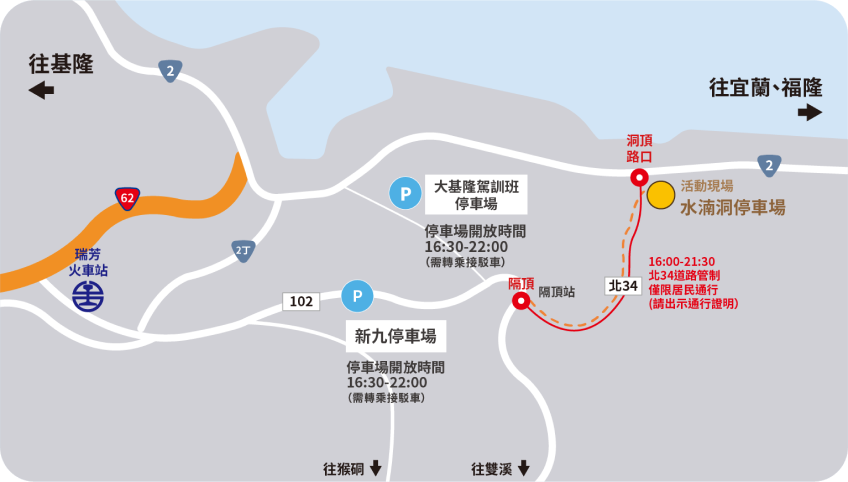 往基隆
2
往宜蘭、福隆
洞頂
路口
2
活動現場
水湳洞停車場
P
大基隆駕訓班
停車場
停車場開放時間
16:30-22:00
(需轉乘接駁車)
62
2丁
瑞芳
火車站
16:00-21:30
北34道路管制
僅限居民通行
(請出示通行證明)
北34
隔頂
隔頂站
102
P
新九停車場
停車場開放時間
16:30-22:00
(需轉乘接駁車)
往猴硐
往雙溪